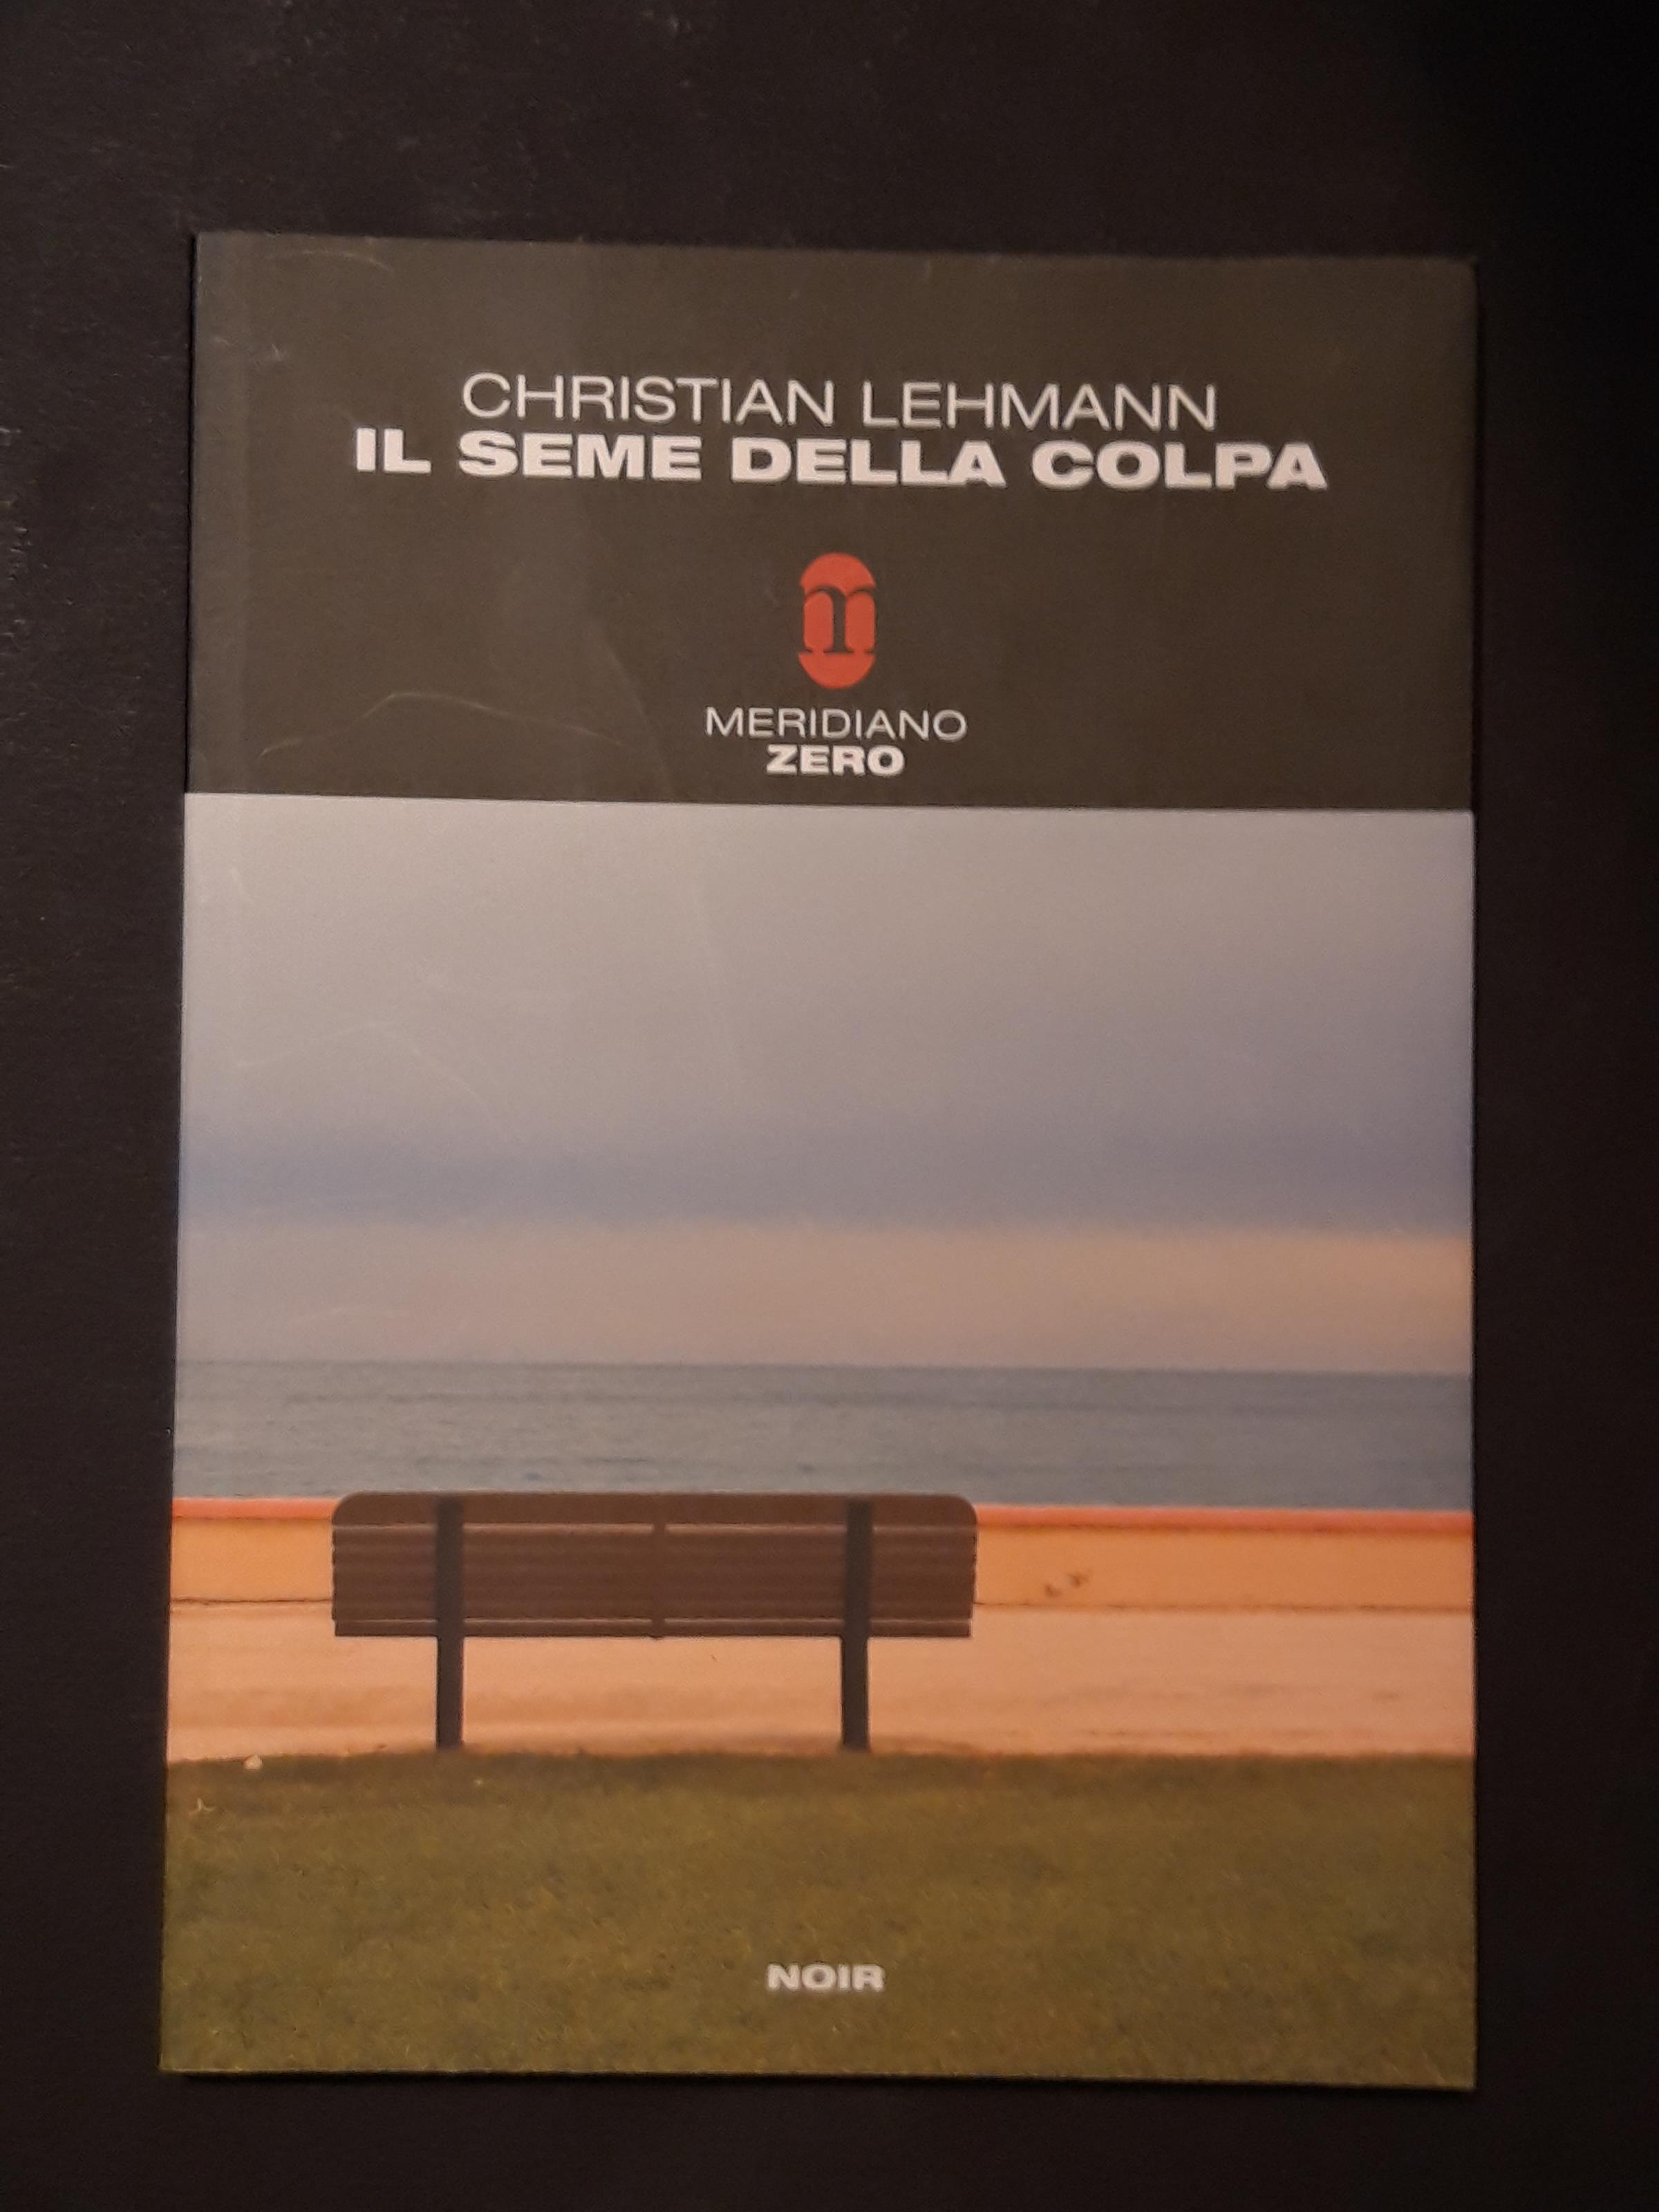 CHRISTIAN LEHMANN
IL SEME DELLA COLPA
m
MERIDIANO
ZERO
NOIR